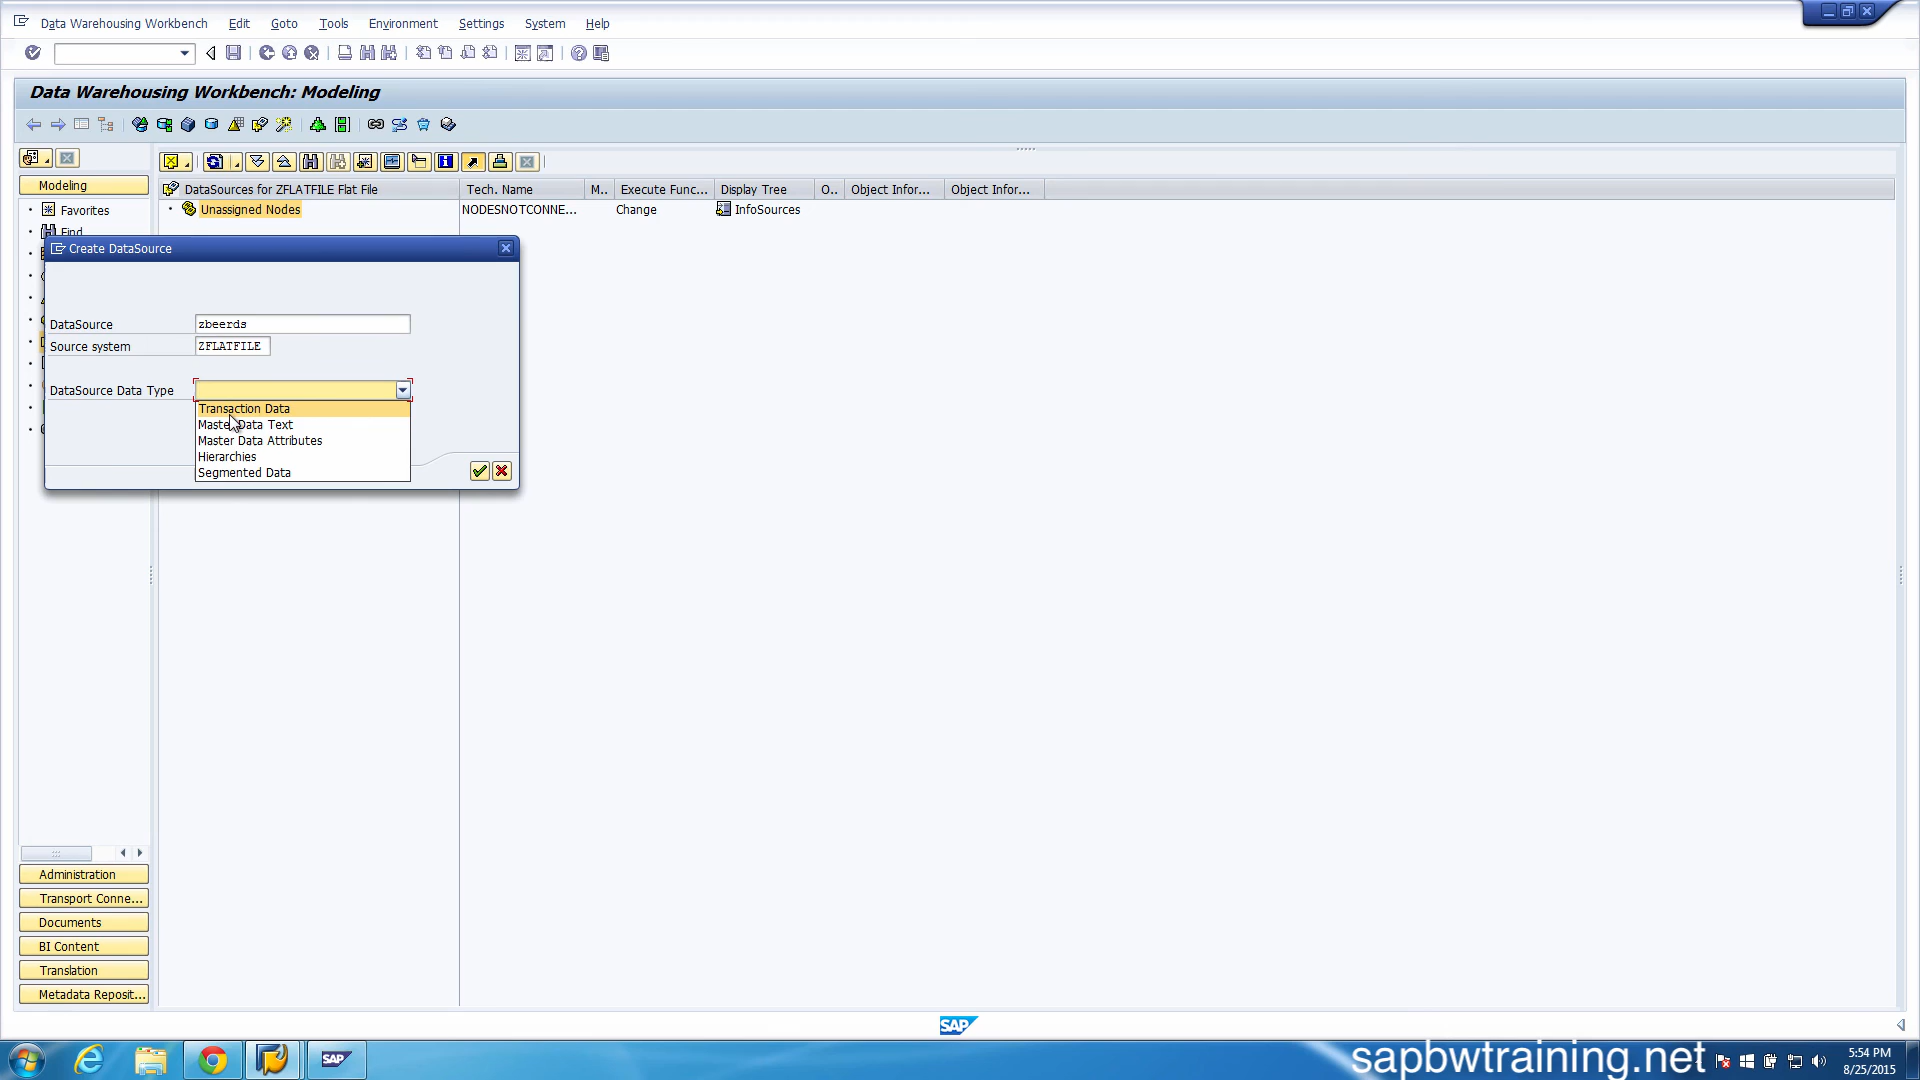 Data Warehousing Workbench Edit Goto Tools Environment Settings System Help
Data Warehousing Workbench: Modeling
Modeling
Favorites
Find
DataSources for ZFLATFILE Flat File Tech. Name M.. Execute Func... Display Tree O.. Object Infor... Object Infor...
Unassigned Nodes NODESNOTCONNE... Change InfoSources
Create DataSource
DataSource zbeerds
Source system ZFLATFILE
DataSource Data Type
Transaction Data
Master Data Text
Master Data Attributes
Hierarchies
Segmented Data
Administration
Transport Conne...
Documents
BI Content
Translation
Metadata Reposit...
SAP
SAP
sapbwtraining.net
5:54 PM
8/25/2015